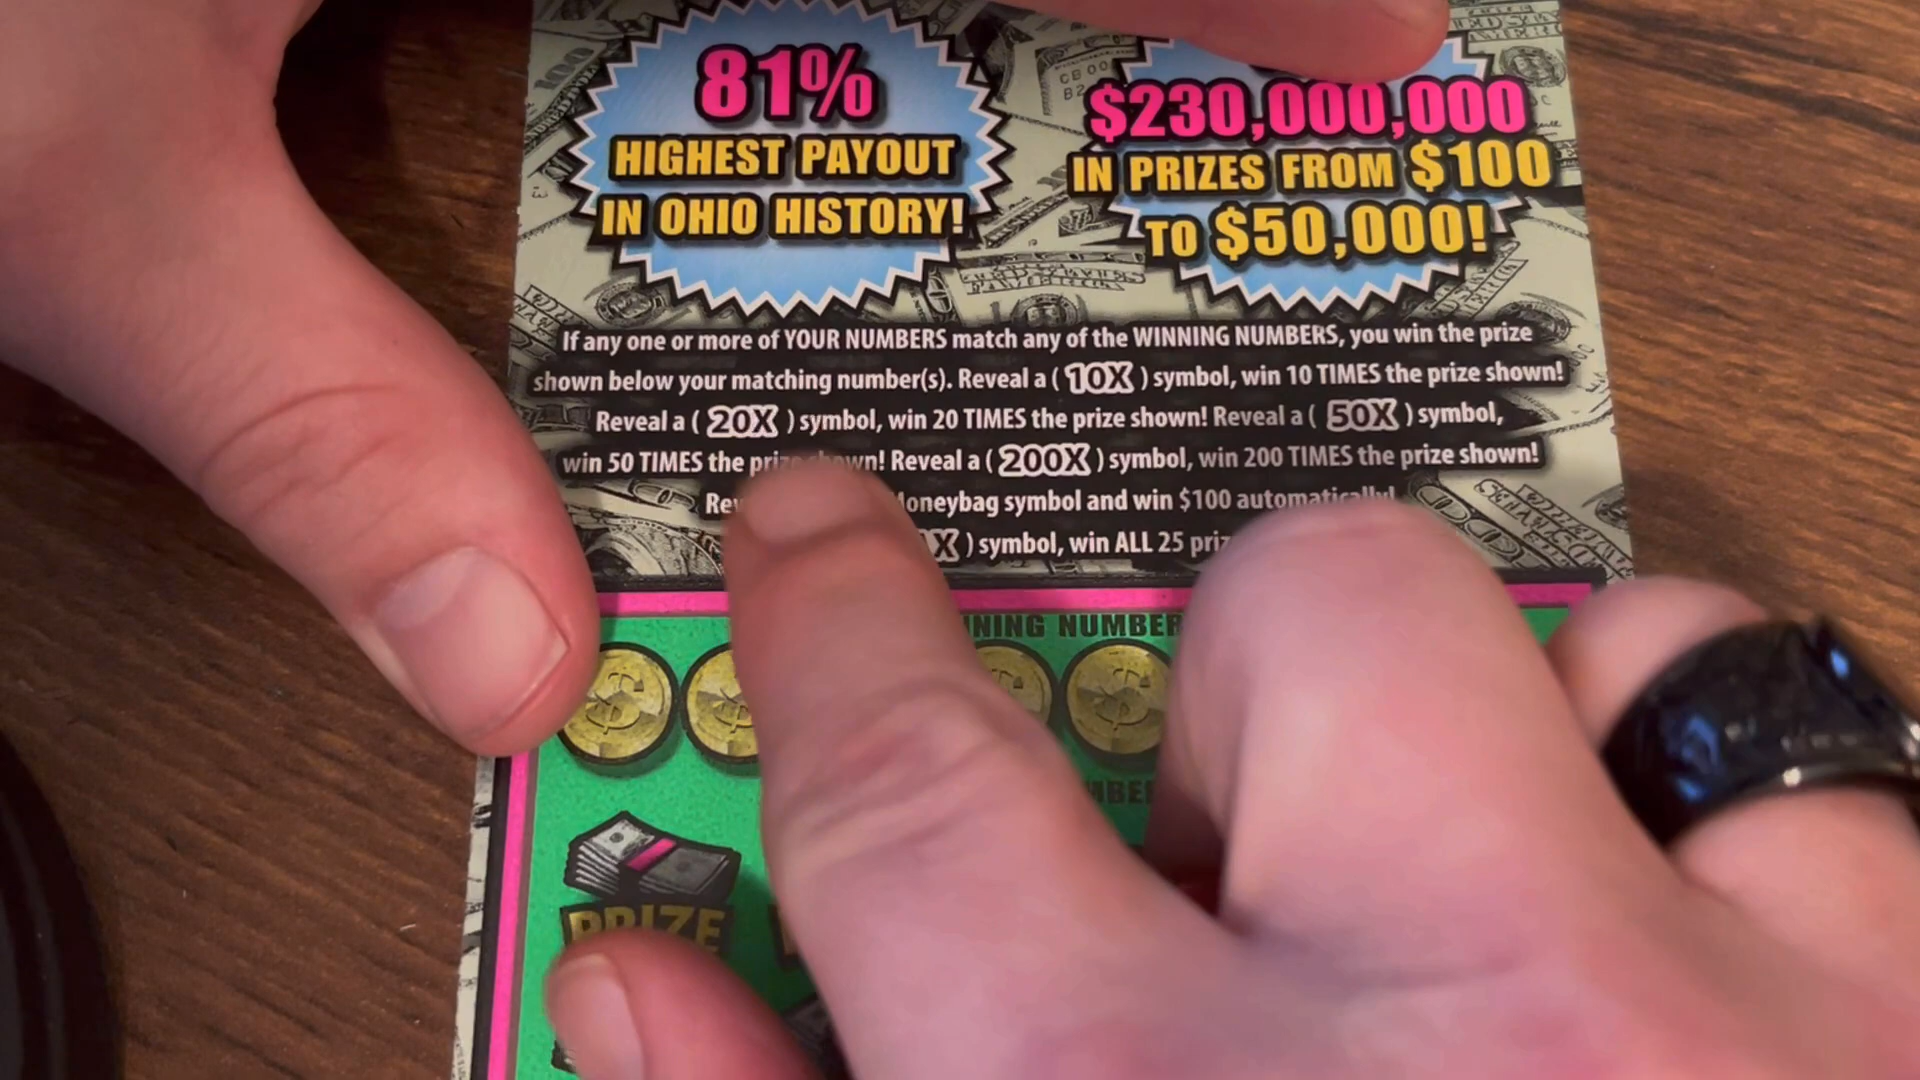 81%
HIGHEST PAYOUT
IN OHIO HISTORY!
$230,000,000
IN PRIZES FROM $100
TO $50,000!
If any one or more of YOUR NUMBERS match any of the WINNING NUMBERS, you win the prize
shown below your matching number(s). Reveal a ( 10X ) symbol, win 10 TIMES the prize shown!
Reveal a ( 20X ) symbol, win 20 TIMES the prize shown! Reveal a ( 50X ) symbol,
win 50 TIMES the prize shown! Reveal a ( 200X ) symbol, win 200 TIMES the prize shown!
Moneybag symbol and win $100 automatically!
X ) symbol, win ALL 25
PRIZE